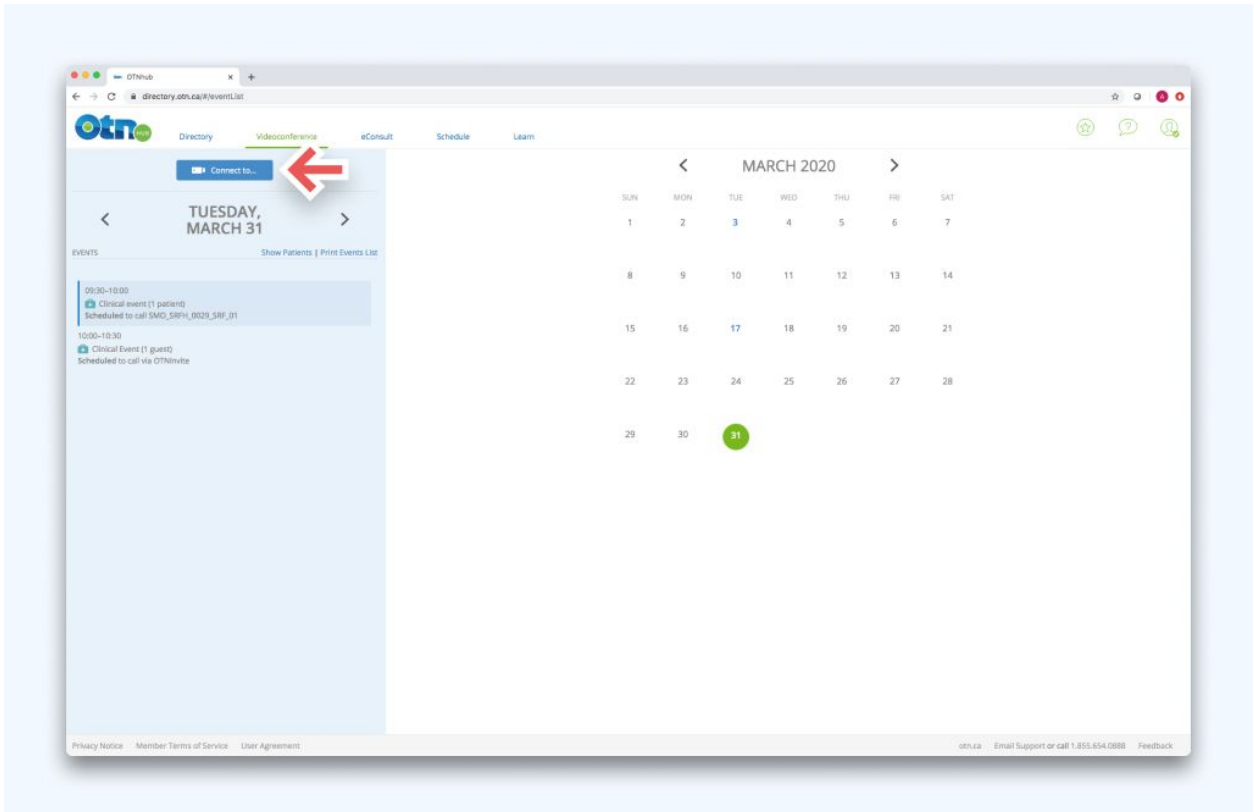 OTNhub
directory.otn.ca/#/eventList
A
otn HUB
Directory Videoconference eConsult Schedule Learn
Connect to...
TUESDAY,
MARCH 31
EVENTS Show Patients | Print Events List
09:30–10:00
Clinical event (1 patient)
Scheduled to call SMO_SRFH_0029_SRF_01
10:00–10:30
Clinical Event (1 guest)
Scheduled to call via OTNinvite
MARCH 2020
SUN MON TUE WED THU FRI SAT
1 2 3 4 5 6 7
8 9 10 11 12 13 14
15 16 17 18 19 20 21
22 23 24 25 26 27 28
29 30 31
Privacy Notice Member Terms of Service User Agreement
otn.ca Email Support or call 1.855.654.0888 Feedback